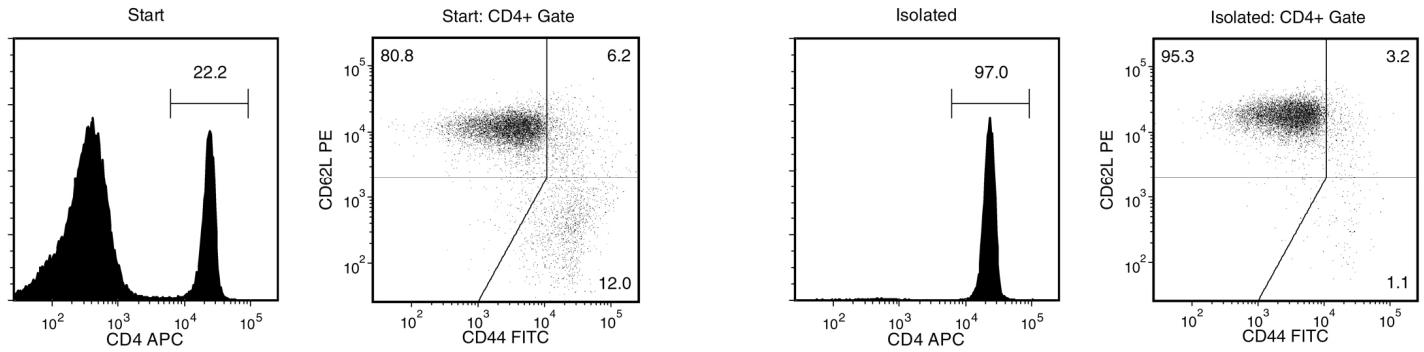 Start
22.2
10^2 10^3 10^4 10^5
CD4 APC
Start: CD4+ Gate
80.8
6.2
12.0
10^5
10^4
10^3
10^2
CD62L PE
10^2 10^3 10^4 10^5
CD44 FITC
Isolated
97.0
10^2 10^3 10^4 10^5
CD4 APC
Isolated: CD4+ Gate
95.3
3.2
1.1
10^5
10^4
10^3
10^2
CD62L PE
10^2 10^3 10^4 10^5
CD44 FITC